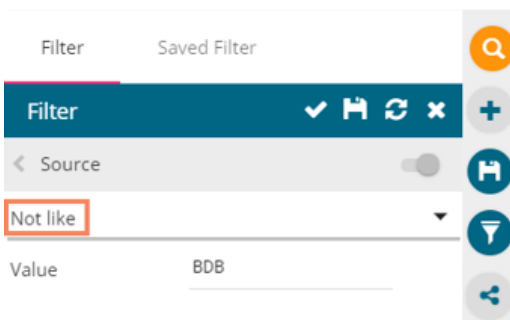 Filter Saved Filter
Filter
Source
Not like
Value BDB